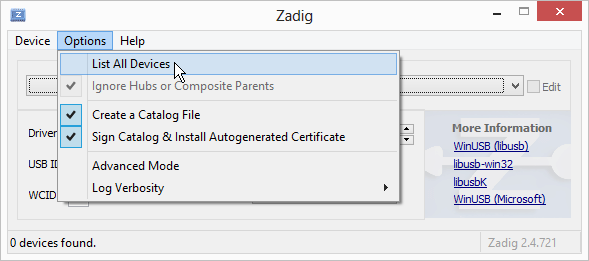 Zadig
Device Options Help
List All Devices
Ignore Hubs or Composite Parents
Create a Catalog File
Sign Catalog & Install Autogenerated Certificate
Advanced Mode
Log Verbosity
Edit
Driver
USB ID
WCID
More Information
WinUSB (libusb)
libusb-win32
libusbK
WinUSB (Microsoft)
0 devices found.
Zadig 2.4.721